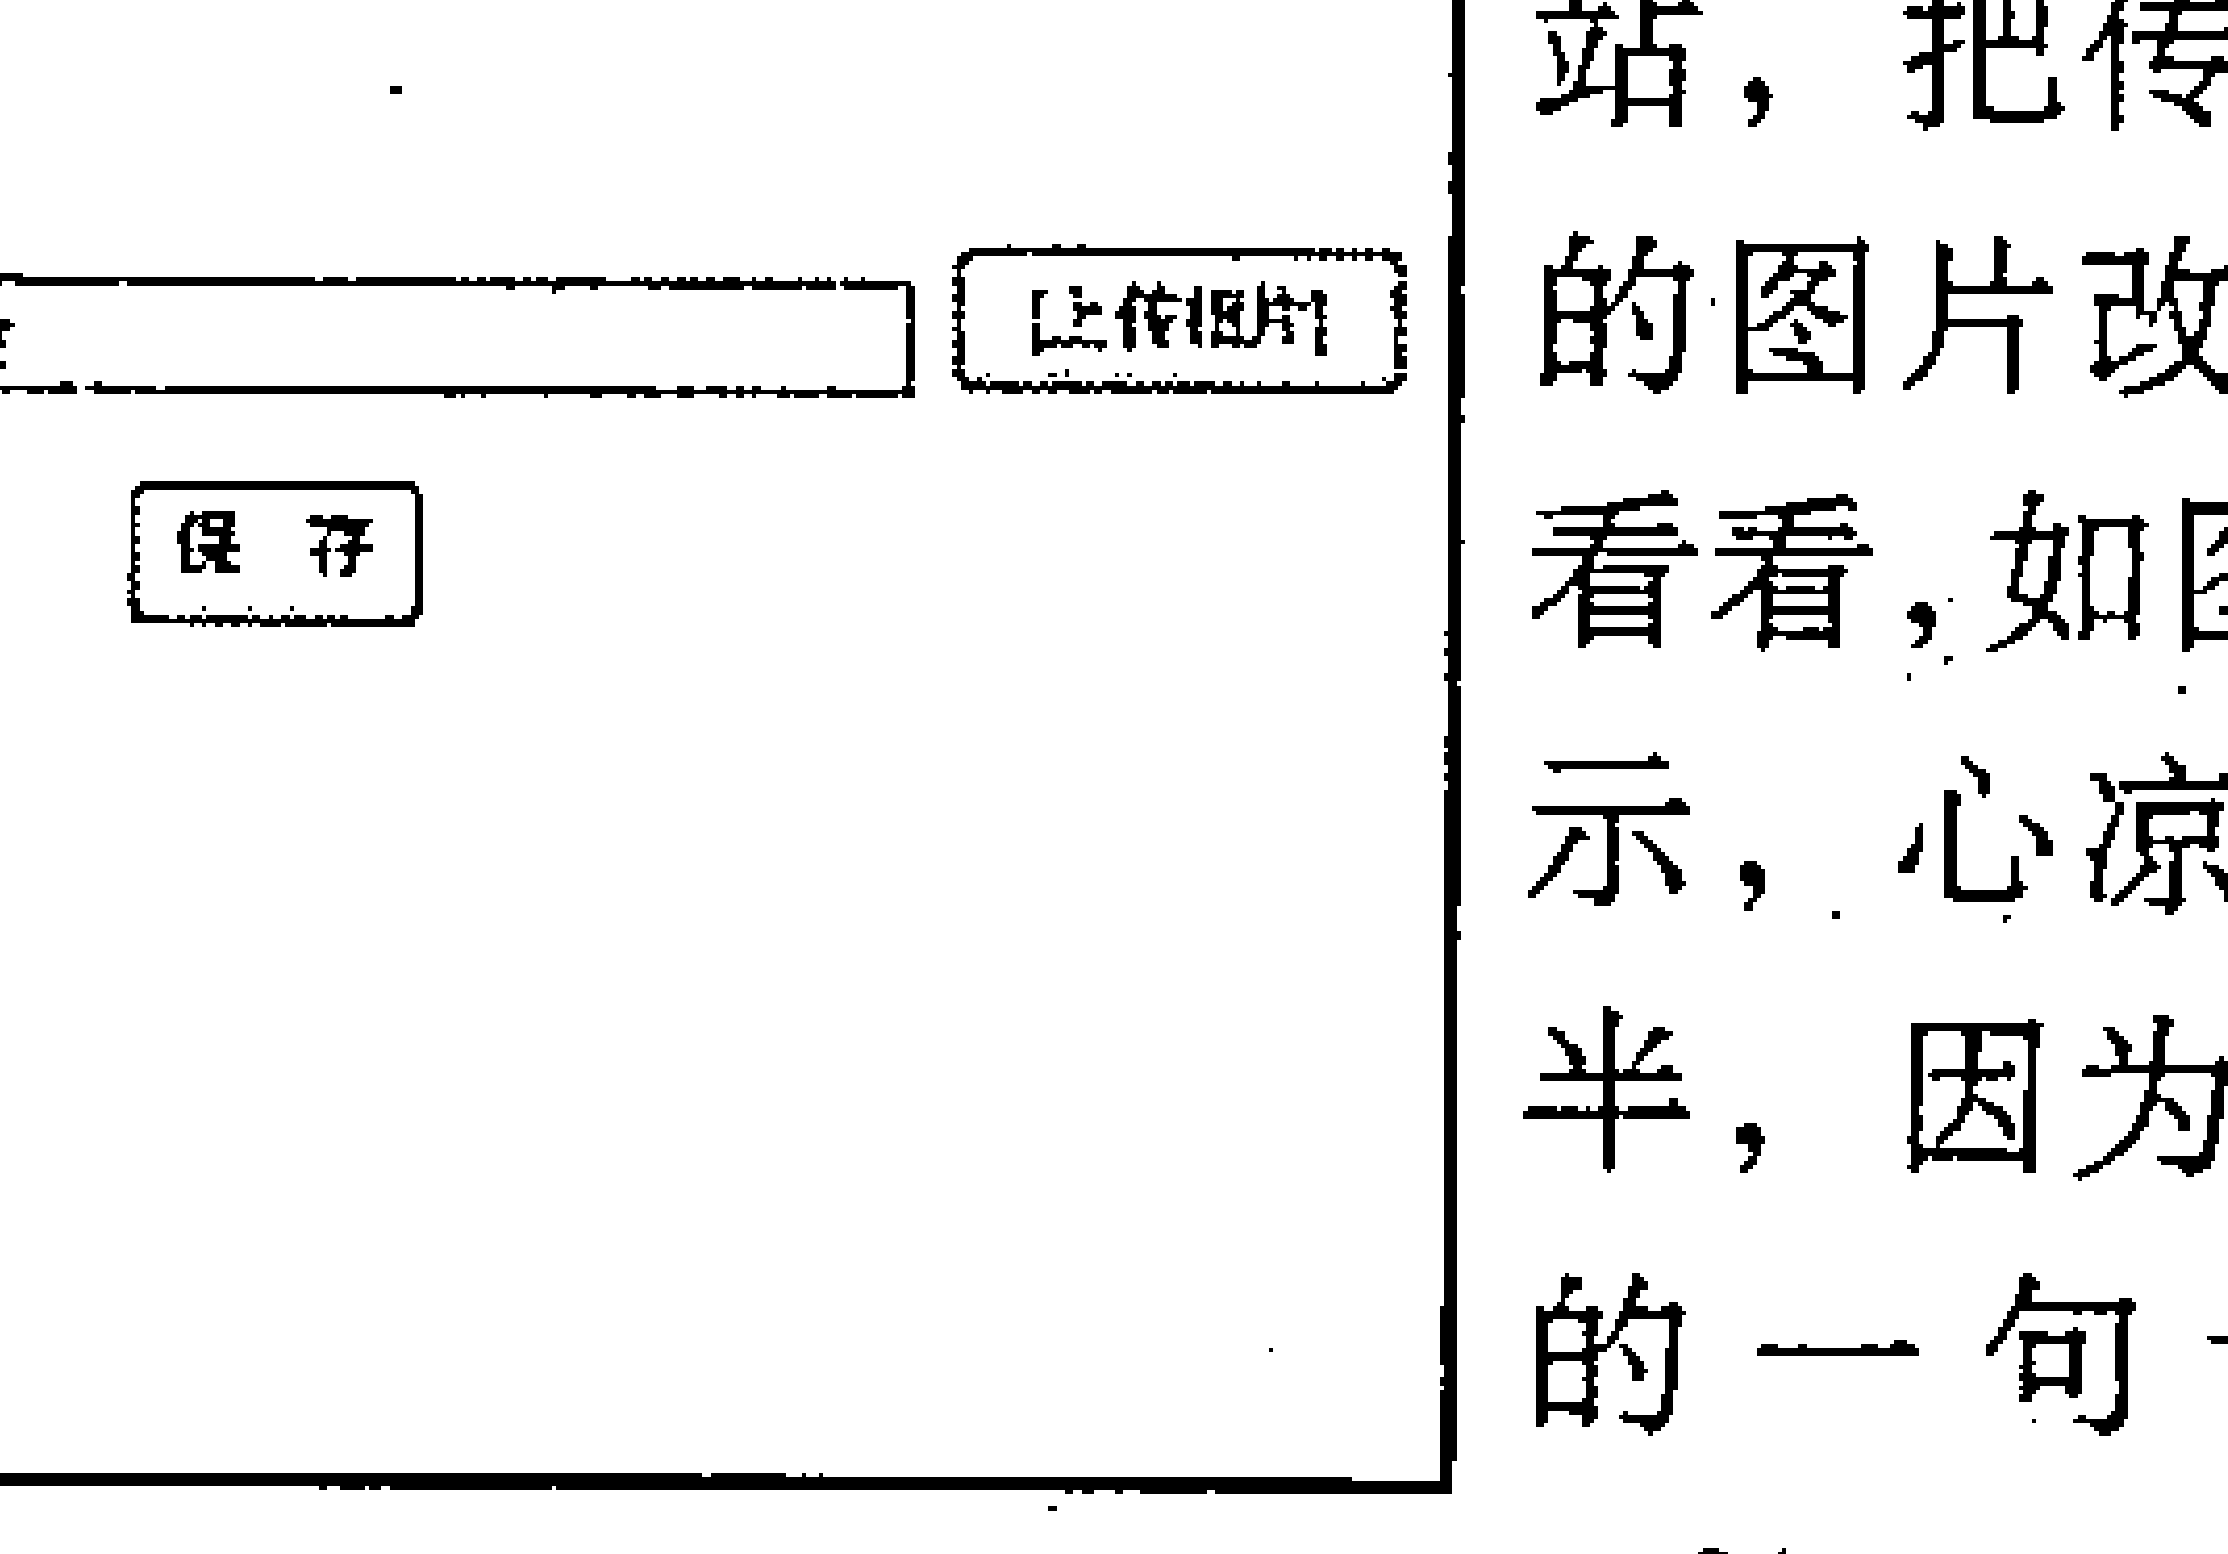 [上传图片]
保 存
站，把传
的图片改
看看，如图
示，心凉
半，因为
的一句